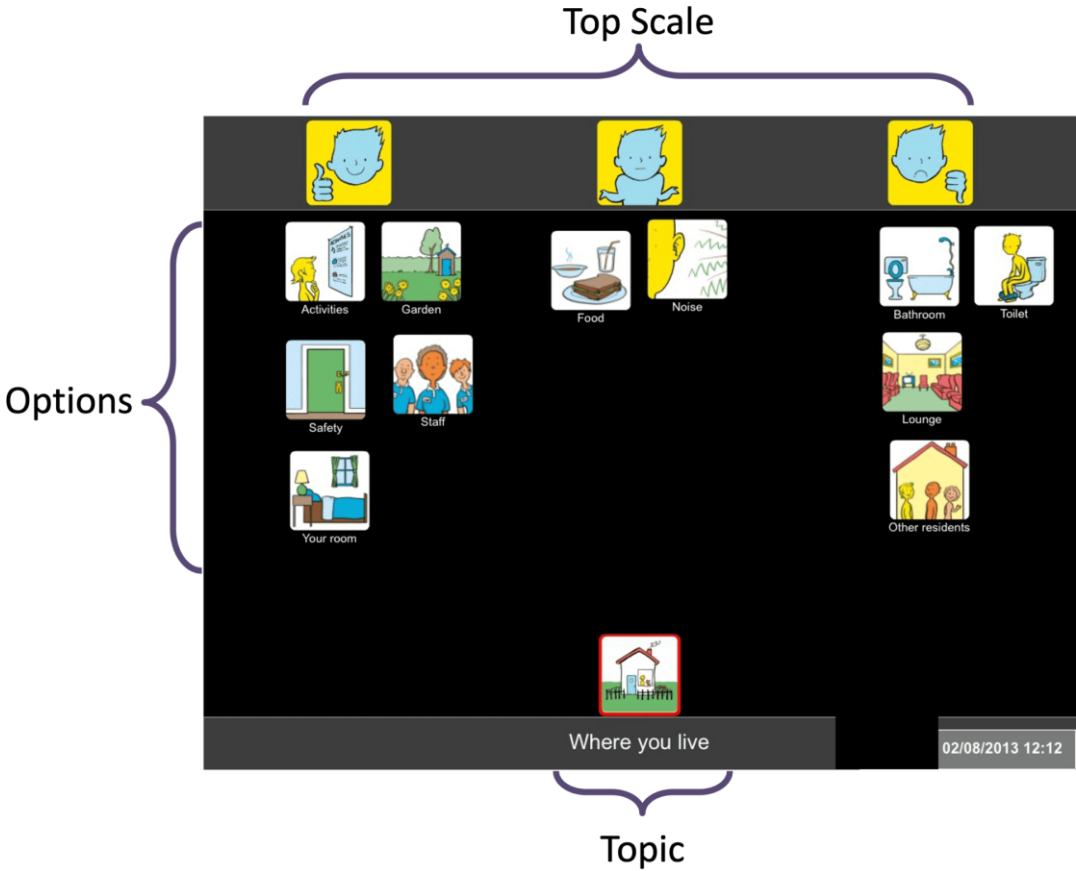 Top Scale
Options
Activities
Garden
Food
Noise
Bathroom
Toilet
Safety
Staff
Lounge
Your room
Other residents
Where you live
02/08/2013 12:12
Topic